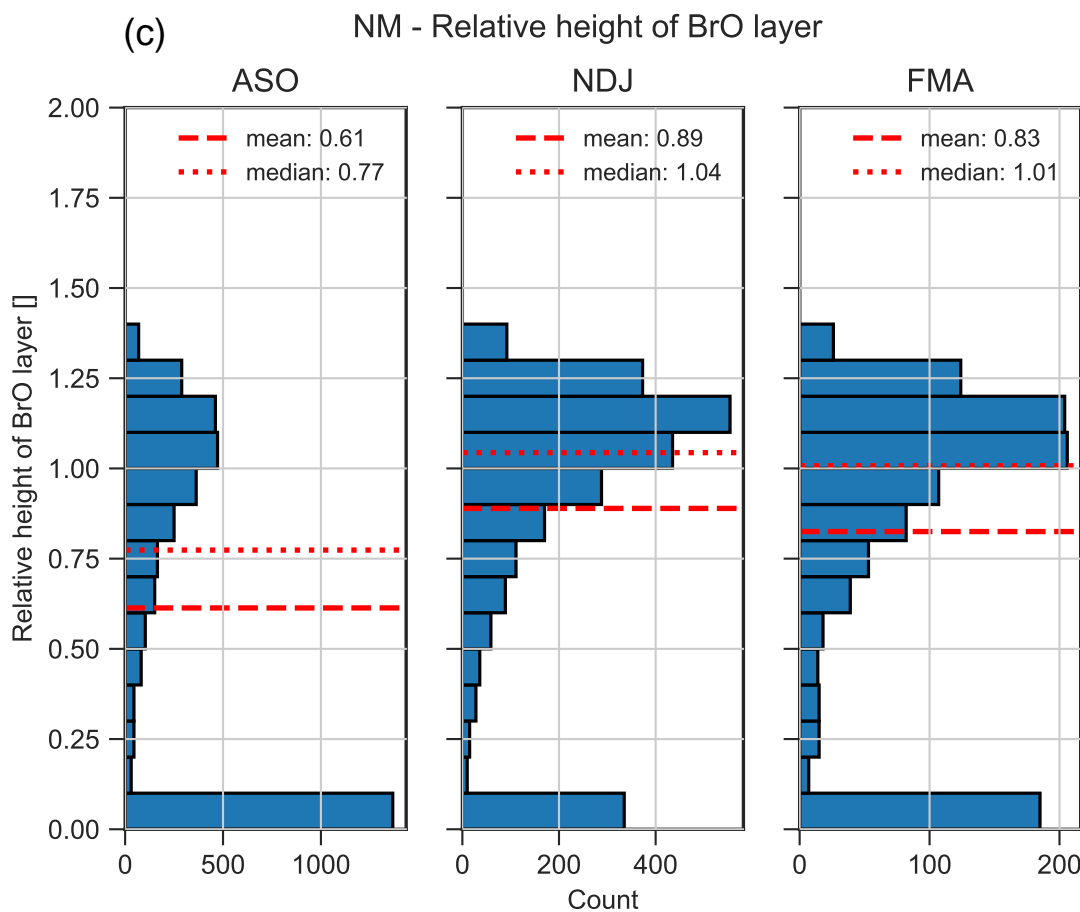 (c) NM - Relative height of BrO layer
ASO NDJ FMA
mean: 0.61
median: 0.77
mean: 0.89
median: 1.04
mean: 0.83
median: 1.01
Relative height of BrO layer []
2.00
1.75
1.50
1.25
1.00
0.75
0.50
0.25
0.00
0 500 1000
0 200 400
0 100 200
Count